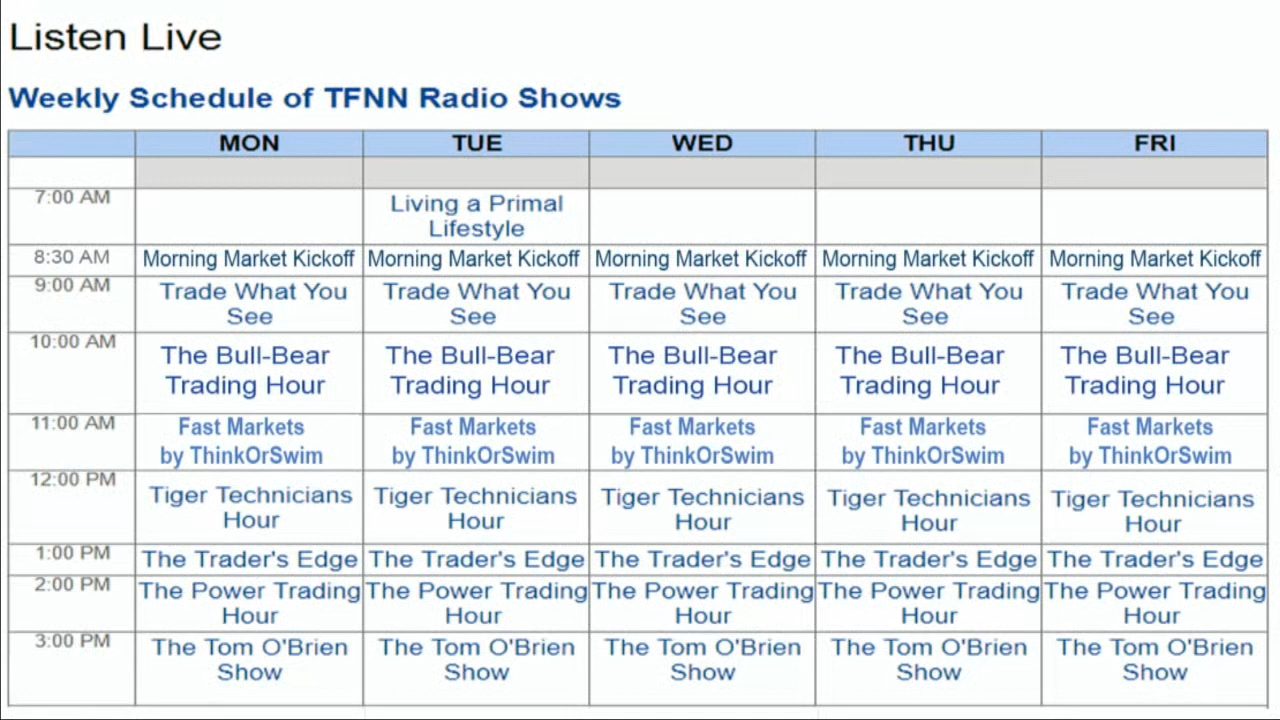 Listen Live
Weekly Schedule of TFNN Radio Shows
MON TUE WED THU FRI
7:00 AM Living a Primal
Lifestyle
8:30 AM Morning Market Kickoff Morning Market Kickoff Morning Market Kickoff Morning Market Kickoff Morning Market Kickoff
9:00 AM Trade What You Trade What You Trade What You Trade What You Trade What You
See See See See See
10:00 AM The Bull-Bear The Bull-Bear The Bull-Bear The Bull-Bear The Bull-Bear
Trading Hour Trading Hour Trading Hour Trading Hour Trading Hour
11:00 AM Fast Markets Fast Markets Fast Markets Fast Markets Fast Markets
by ThinkOrSwim by ThinkOrSwim by ThinkOrSwim by ThinkOrSwim by ThinkOrSwim
12:00 PM Tiger Technicians Tiger Technicians Tiger Technicians Tiger Technicians Tiger Technicians
Hour Hour Hour Hour Hour
1:00 PM The Trader's Edge The Trader's Edge The Trader's Edge The Trader's Edge The Trader's Edge
2:00 PM The Power Trading The Power Trading The Power Trading The Power Trading The Power Trading
Hour Hour Hour Hour Hour
3:00 PM The Tom O'Brien The Tom O'Brien The Tom O'Brien The Tom O'Brien The Tom O'Brien
Show Show Show Show Show